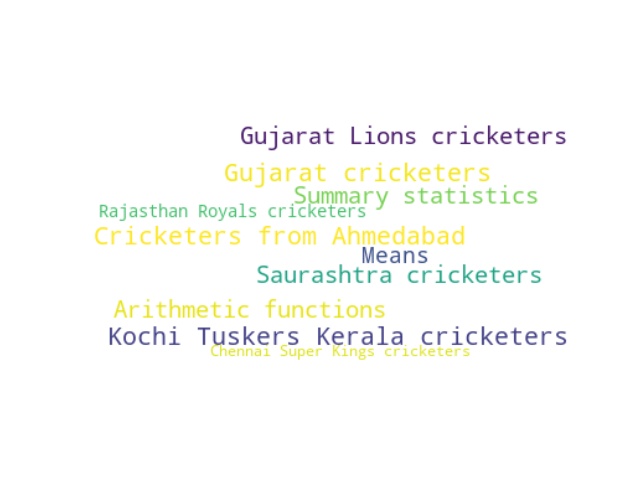 Gujarat Lions cricketers
Gujarat cricketers
Summary statistics
Rajasthan Royals cricketers
Cricketers from Ahmedabad
Means
Saurashtra cricketers
Arithmetic functions
Kochi Tuskers Kerala cricketers
Chennai Super Kings cricketers